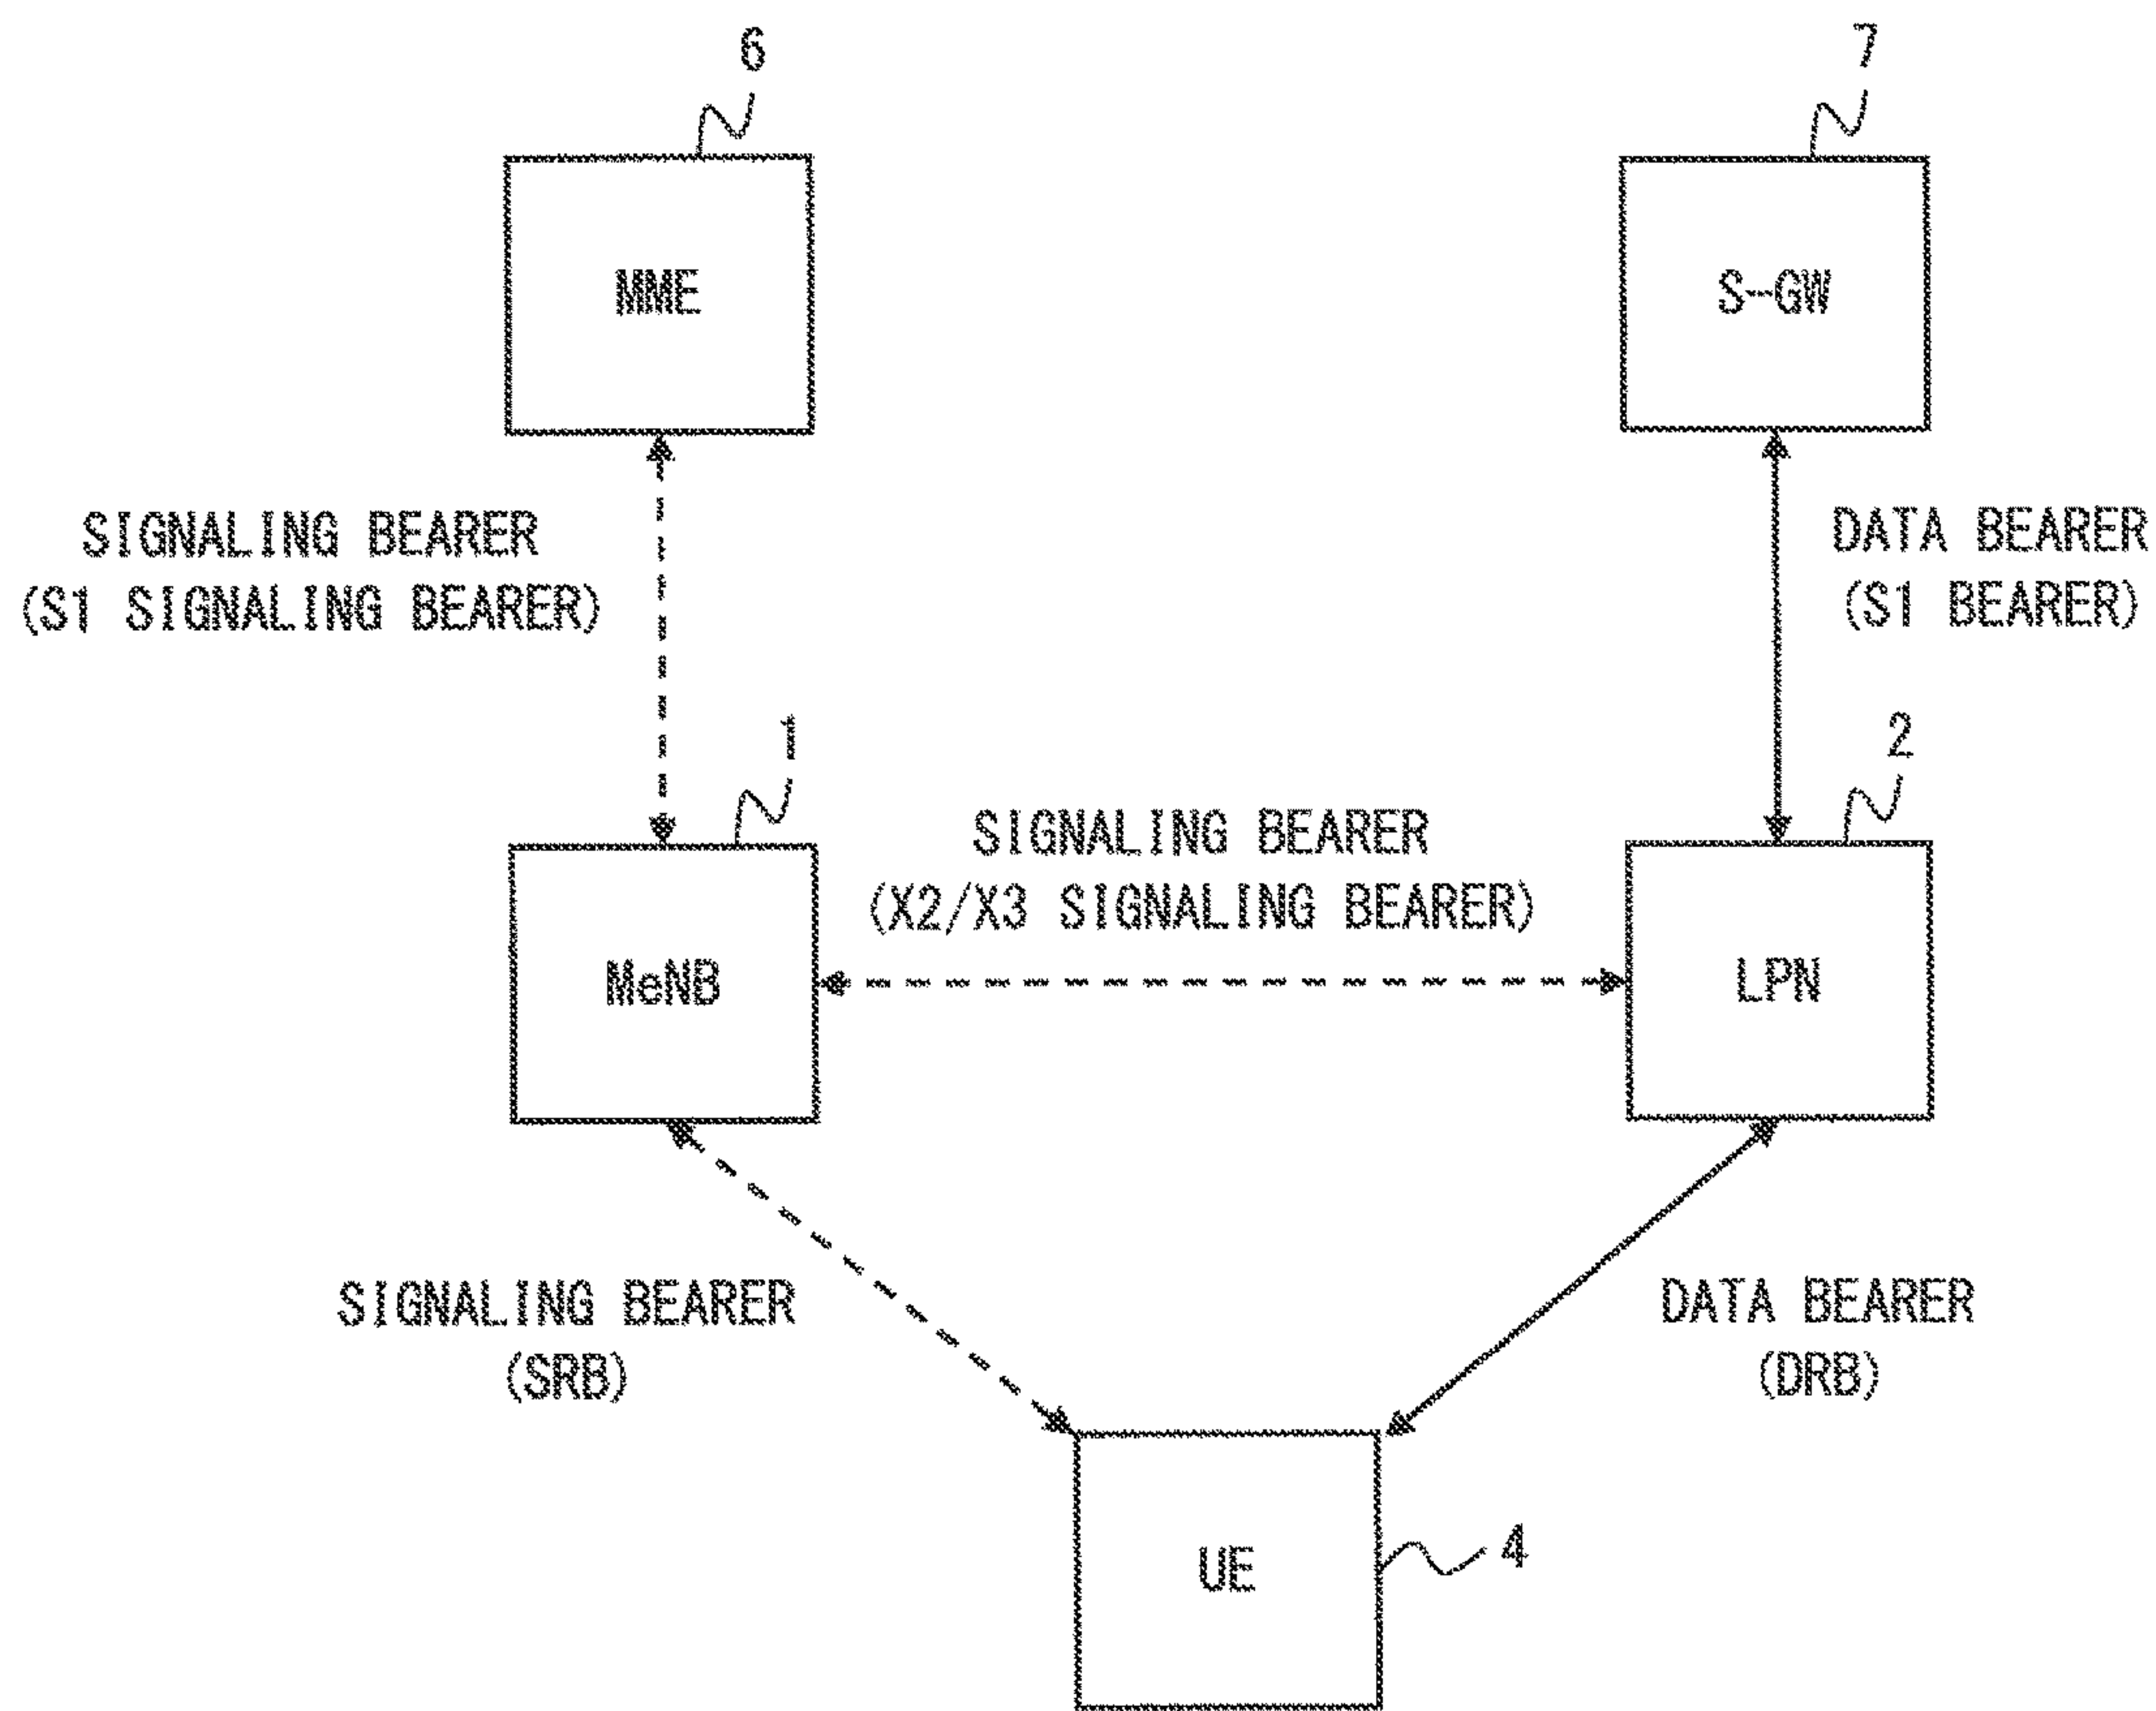 6
7
MME
S-GW
SIGNALING BEARER
(S1 SIGNALING BEARER)
DATA BEARER
(S1 BEARER)
1
2
SIGNALING BEARER
(X2/X3 SIGNALING BEARER)
MeNB
LPN
SIGNALING BEARER
(SRB)
DATA BEARER
(DRB)
UE
4